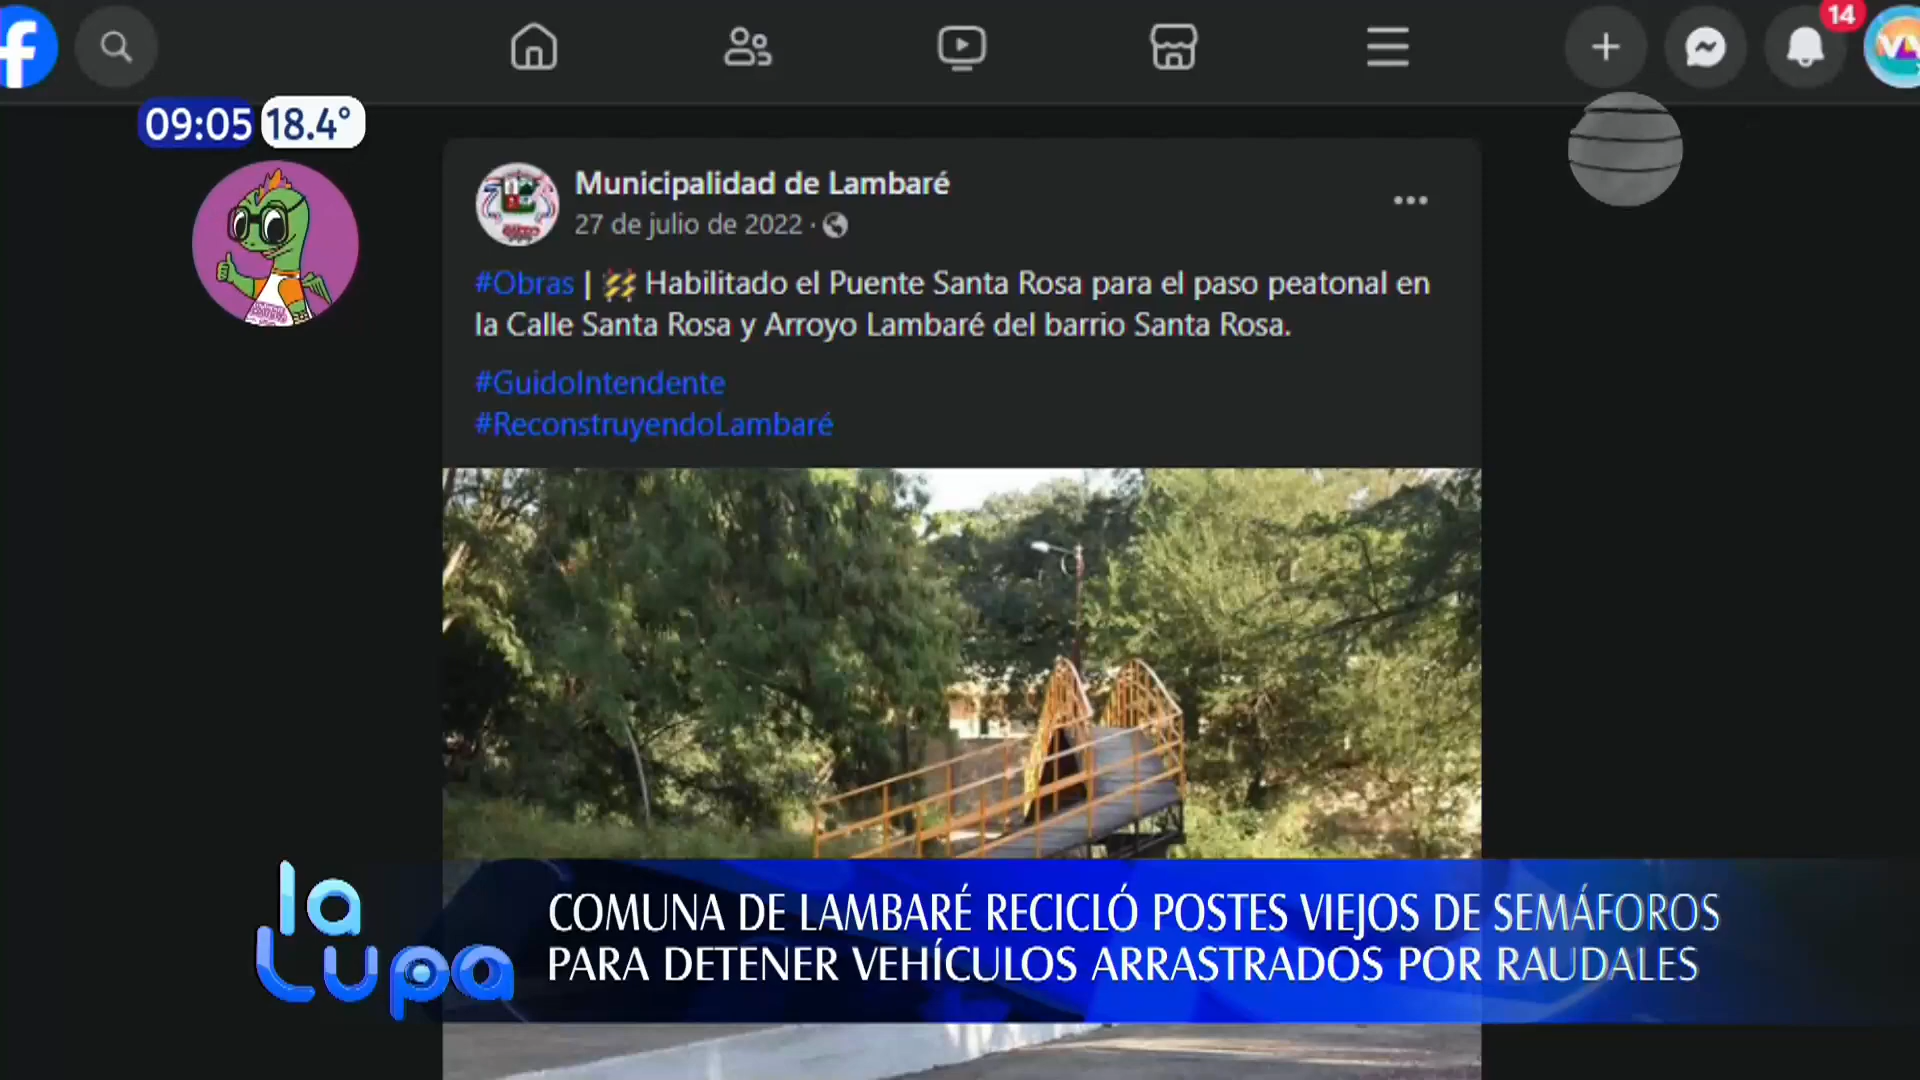 14
09:05 18.4°
Municipalidad de Lambaré
27 de julio de 2022 ·
#Obras | Habilitado el Puente Santa Rosa para el paso peatonal en
la Calle Santa Rosa y Arroyo Lambaré del barrio Santa Rosa.
#GuidoIntendente
#ReconstruyendoLambaré
la
Lupa
COMUNA DE LAMBARÉ RECICLÓ POSTES VIEJOS DE SEMÁFOROS
PARA DETENER VEHÍCULOS ARRASTRADOS POR RAUDALES